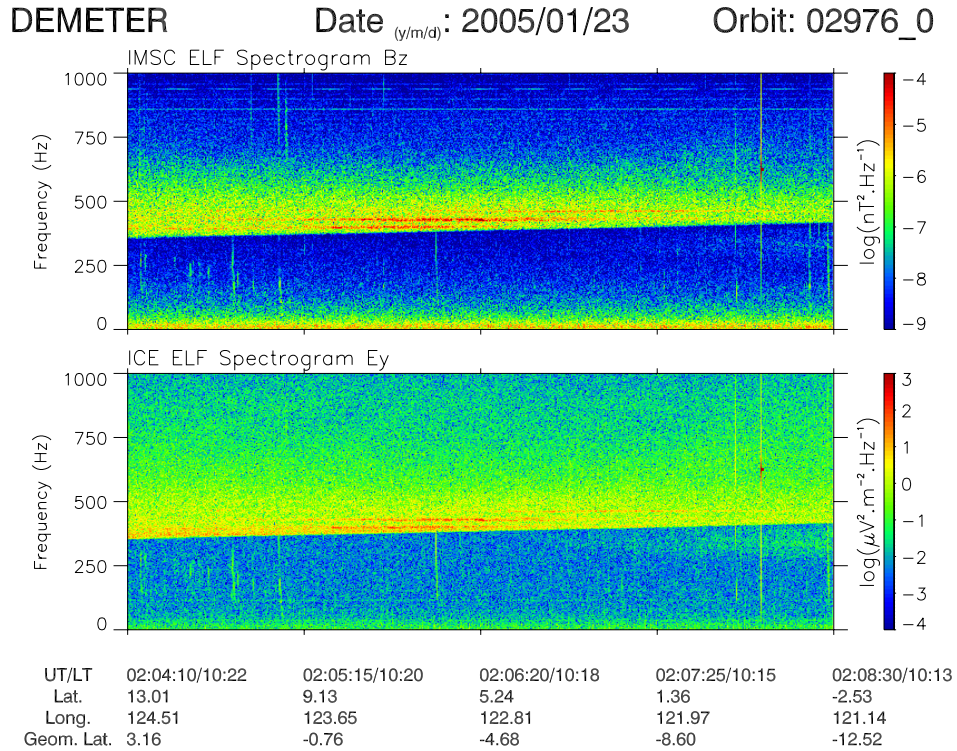 DEMETER Date (y/m/d): 2005/01/23 Orbit: 02976_0
IMSC ELF Spectrogram Bz
1000
750
500
250
0
Frequency (Hz)
-4
-5
-6
-7
-8
-9
log(nT².Hz⁻¹)
ICE ELF Spectrogram Ey
1000
750
500
250
0
Frequency (Hz)
3
2
1
0
-1
-2
-3
-4
log(μV².m⁻².Hz⁻¹)
UT/LT 02:04:10/10:22 02:05:15/10:20 02:06:20/10:18 02:07:25/10:15 02:08:30/10:13
Lat. 13.01 9.13 5.24 1.36 -2.53
Long. 124.51 123.65 122.81 121.97 121.14
Geom. Lat. 3.16 -0.76 -4.68 -8.60 -12.52